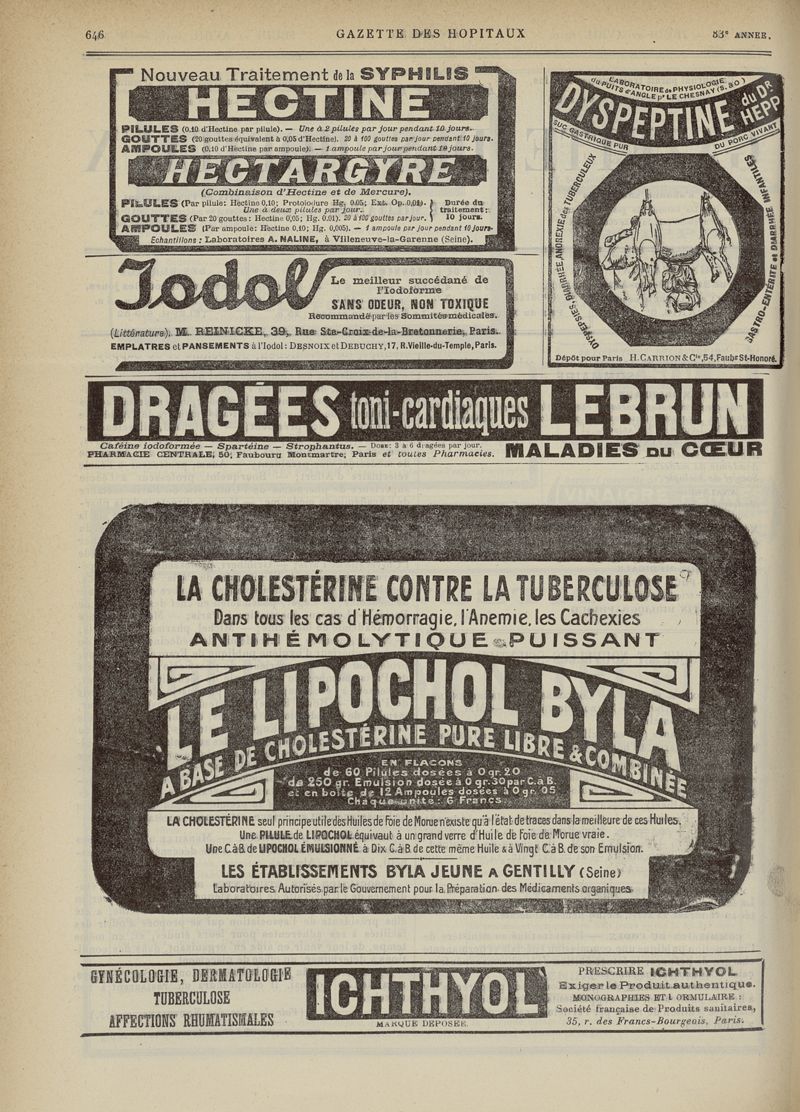 646
GAZETTE DES HOPITAUX
83e ANNEE.
Nouveau Traitement de la SYPHILIS
HECTINE
PILULES (0.10 d'Hectine par pilule). — Une à 2 pilules par jour pendant 10 jours.
GOUTTES (20 gouttes équivalent à 0,05 d'Hectine). 20 à 100 gouttes par jour pendant 10 jours.
AMPOULES (0,10 d'Hectine par ampoule). — 1 ampoule par jour pendant 10 jours.
HECTARGYRE
(Combinaison d'Hectine et de Mercure).
PILULES (Par pilule: Hectine 0,10; Protoiodure Hg. 0,05; Ext. Op. 0,01).
Une à deux pilules par jour.
GOUTTES (Par 20 gouttes: Hectine 0,05; Hg. 0,01). 20 à 100 gouttes par jour.
Durée du
traitement:
10 jours.
AMPOULES (Par ampoule: Hectine 0,10; Hg. 0,005). — 1 ampoule par jour pendant 10 jours.
Echantillons: Laboratoires A. NALINE, à Villeneuve-la-Garenne (Seine).
LABORATOIRE de PHYSIOLOGIE
du PUITS d'ANGLE pr LE CHESNAY (S.&O)
DYSPEPTINE du Dr HEPP
SUC GASTRIQUE PUR
DU PORC VIVANT
DYSPEPSIES-DIARRHÉE-ANOREXIE des TUBERCULEUX
GASTRO-ENTÉRITE et DIARRHÉE INFANTILES
Dépôt pour Paris H. CARRION & Cie, 54, Faubg St-Honoré.
Iodol
Le meilleur succédané de
l'Iodoforme
SANS ODEUR, NON TOXIQUE
Recommandé par les Sommités médicales.
(Littérature). M. REINICKE, 39, Rue Ste-Croix-de-la-Bretonnerie, Paris.
EMPLATRES et PANSEMENTS à l'Iodol: DESNOIX et DEBUCHY, 17, R. Vieille-du-Temple, Paris.
DRAGÉES toni-cardiaques LEBRUN
Caféine iodoformée — Spartéine — Strophantus. — Dose: 3 à 6 dragées par jour.
PHARMACIE CENTRALE, 50, Faubourg Montmartre, Paris et toutes Pharmacies.
MALADIES DU CŒUR
LA CHOLESTÉRINE CONTRE LA TUBERCULOSE
Dans tous les cas d'Hémorragie, l'Anemie, les Cachexies
ANTIHÉMOLYTIQUE PUISSANT
LE LIPOCHOL BYLA
A BASE DE CHOLESTÉRINE PURE LIBRE & COMBINÉE
EN FLACONS
de 60 Pilules dosées à 0 gr. 20
de 250 gr. Emulsion dosée à 0 gr. 30 par C. à B.
et en boîte de 12 Ampoules dosées à 0 gr. 05
Chaque unité: 6 Francs.
LA CHOLESTÉRINE seul principe utile des Huiles de Foie de Morue n'existe qu'à l'état de traces dans la meilleure de ces Huiles.
Une PILULE de LIPOCHOL équivaut à un grand verre d'Huile de Foie de Morue vraie.
Une C. à B. de LIPOCHOL ÉMULSIONNÉ à Dix C. à B. de cette même Huile & à Vingt C. à B. de son Emulsion.
LES ÉTABLISSEMENTS BYLA JEUNE A GENTILLY (Seine)
Laboratoires Autorisés par le Gouvernement pour la Préparation des Médicaments organiques.
GYNÉCOLOGIE, DERMATOLOGIE
TUBERCULOSE
AFFECTIONS RHUMATISMALES
ICHTHYOL
MARQUE DÉPOSÉE.
PRESCRIRE ICHTHYOL
Exiger le Produit authentique.
MONOGRAPHIES ET FORMULAIRE:
Société française de Produits sanitaires,
35, r. des Francs-Bourgeois, Paris.